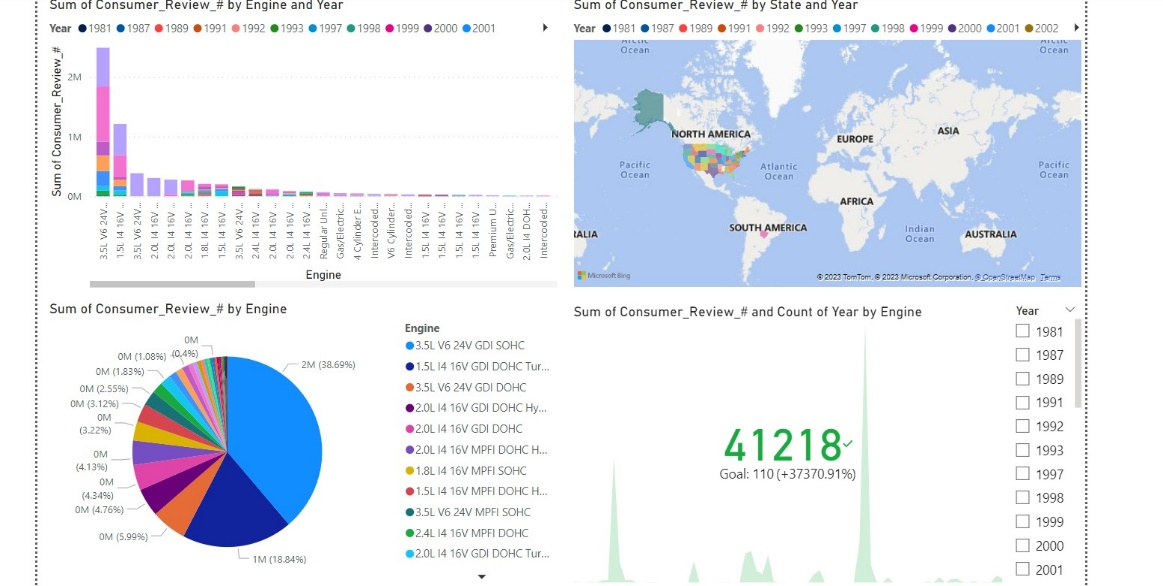 Sum of Consumer_Review_# by Engine and Year
Year 1981 1987 1989 1991 1992 1993 1997 1998 1999 2000 2001
Sum of Consumer_Review_#
2M
1M
0M
3.5L V6 24V...
1.5L I4 16V ...
3.5L V6 24V...
2.0L I4 16V ...
2.0L I4 16V ...
2.0L I4 16V ...
1.8L I4 16V ...
1.5L I4 16V ...
3.5L V6 24V...
2.4L I4 16V ...
2.0L I4 16V ...
2.0L I4 16V ...
2.4L I4 16V ...
Regular Unl...
Gas/Electric...
4 Cylinder E...
Intercooled...
V6 Cylinder...
Intercooled...
1.5L I4 16V ...
1.5L I4 16V ...
2.0L I4 16V ...
1.5L I4 16V ...
Premium U...
Gas/Electric...
2.0L I4 DOH...
Intercooled...
Engine
Sum of Consumer_Review_# by State and Year
Year 1981 1987 1989 1991 1992 1993 1997 1998 1999 2000 2001 2002
Arctic
Ocean
Arctic
Ocean
NORTH AMERICA
EUROPE
ASIA
Pacific
Ocean
Atlantic
Ocean
Pacific
Ocean
AFRICA
SOUTH AMERICA
Indian
Ocean
RALIA
AUSTRALIA
Microsoft Bing
© 2023 TomTom, © 2023 Microsoft Corporation, © OpenStreetMap Terms
Sum of Consumer_Review_# by Engine
0M
(0.4%)
0M (1.08%)
0M (1.83%)
0M (2.55%)
0M (3.12%)
0M
(3.22%)
0M
(4.13%)
0M
(4.34%)
0M (4.76%)
0M (5.99%)
1M (18.84%)
2M (38.69%)
Engine
3.5L V6 24V GDI SOHC
1.5L I4 16V GDI DOHC Tur...
3.5L V6 24V GDI DOHC
2.0L I4 16V GDI DOHC Hy...
2.0L I4 16V GDI DOHC
2.0L I4 16V MPFI DOHC H...
1.8L I4 16V MPFI SOHC
1.5L I4 16V MPFI DOHC H...
3.5L V6 24V MPFI SOHC
2.4L I4 16V MPFI DOHC
2.0L I4 16V GDI DOHC Tur...
Sum of Consumer_Review_# and Count of Year by Engine
41218
Goal: 110 (+37370.91%)
Year
1981
1987
1989
1991
1992
1993
1997
1998
1999
2000
2001